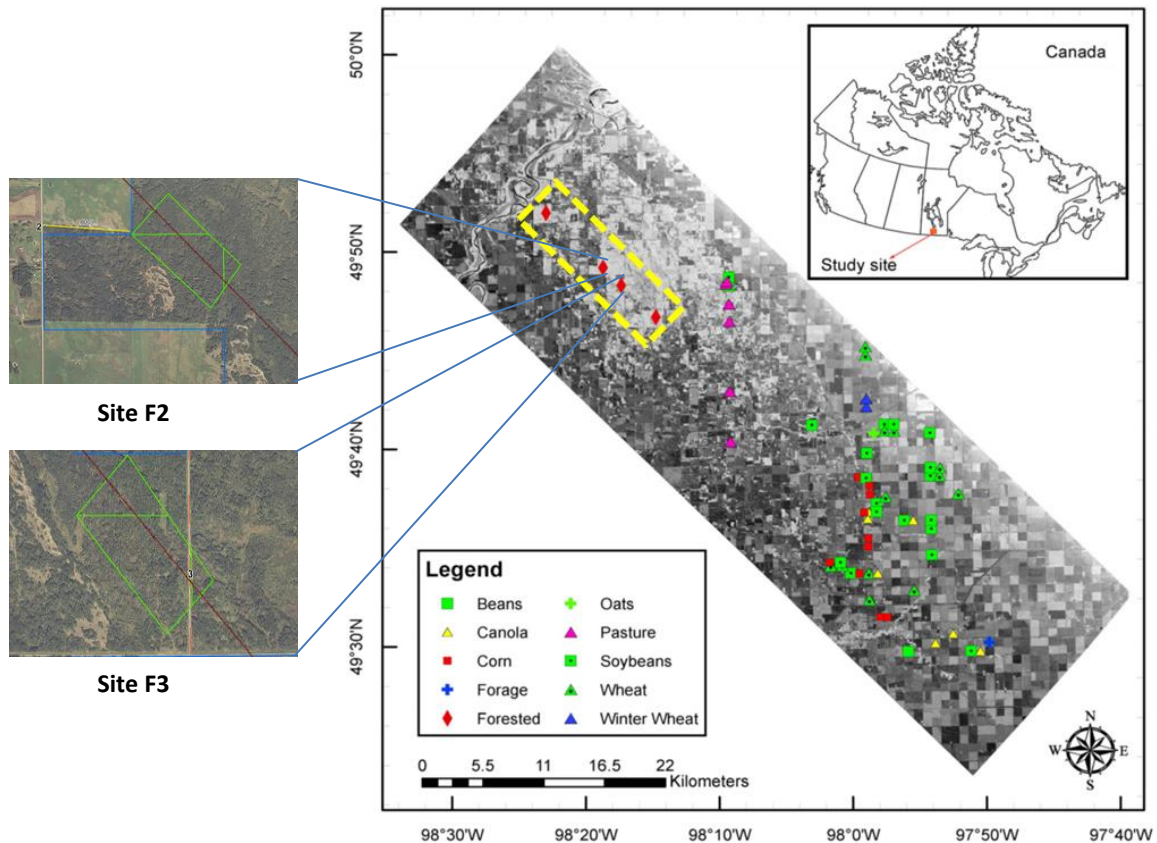 Canada
Study site
50°0'N
49°50'N
49°40'N
49°30'N
2
Site F2
3
Site F3
Legend
Beans
Oats
Canola
Pasture
Corn
Soybeans
Forage
Wheat
Forested
Winter Wheat
0 5.5 11 16.5 22
Kilometers
N
W E
S
98°30'W 98°20'W 98°10'W 98°0'W 97°50'W 97°40'W